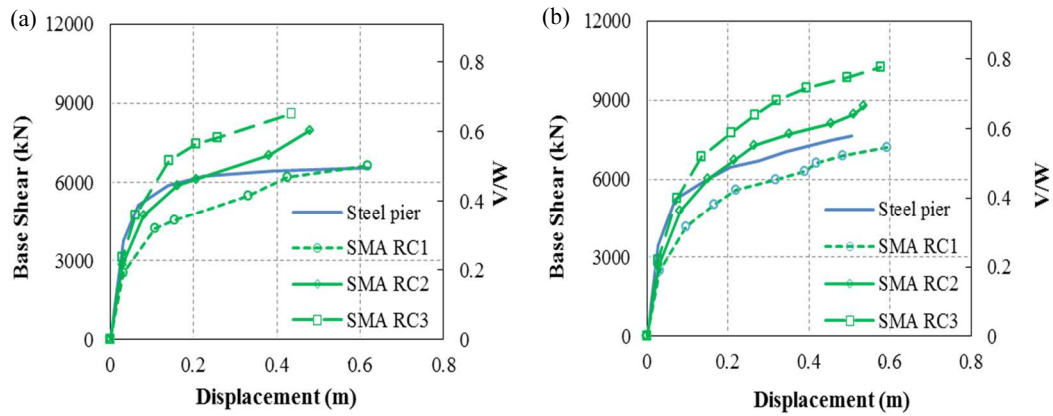 (a)
12000
9000
6000
3000
0
Base Shear (kN)
0.8
0.6
0.4
0.2
0
V/W
Steel pier
SMA RC1
SMA RC2
SMA RC3
0 0.2 0.4 0.6 0.8
Displacement (m)
(b)
12000
9000
6000
3000
0
Base Shear (kN)
0.8
0.6
0.4
0.2
0
V/W
Steel pier
SMA RC1
SMA RC2
SMA RC3
0 0.2 0.4 0.6 0.8
Displacement (m)